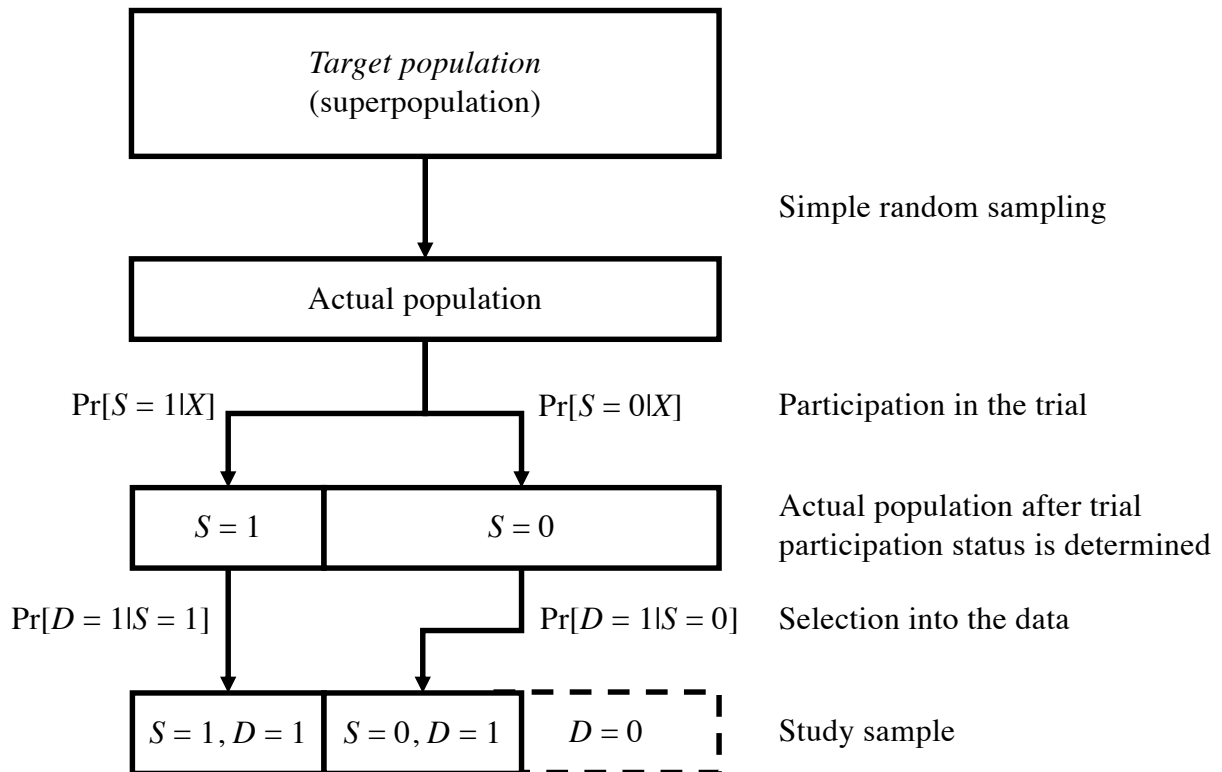 Target population
(superpopulation)
Simple random sampling
Actual population
Pr[S = 1|X]
Pr[S = 0|X]
Participation in the trial
S = 1
S = 0
Actual population after trial
participation status is determined
Pr[D = 1|S = 1]
Pr[D = 1|S = 0]
Selection into the data
S = 1, D = 1
S = 0, D = 1
D = 0
Study sample